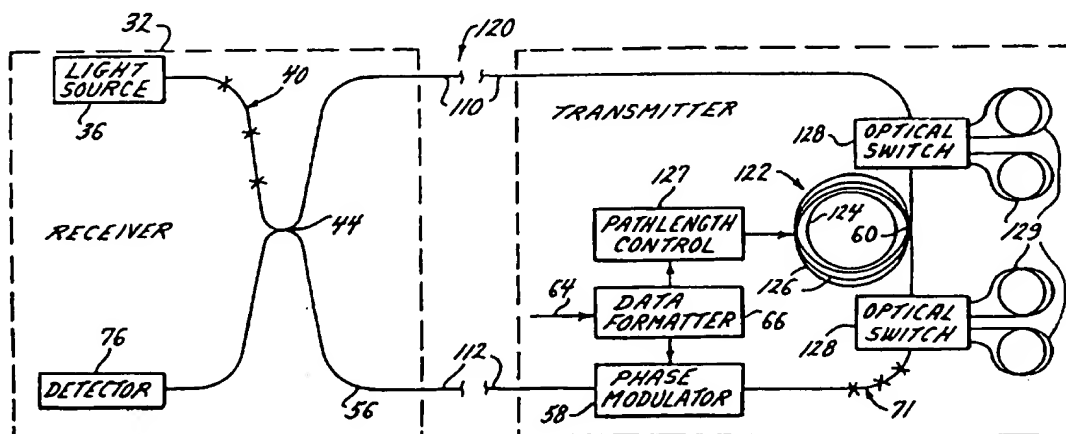 32
LIGHT
SOURCE
36
40
120
110
TRANSMITTER
128
OPTICAL
SWITCH
RECEIVER
44
127
PATHLENGTH
CONTROL
122
124
60
126
129
64
DATA
FORMATTER
66
OPTICAL
SWITCH
128
76
DETECTOR
56
112
PHASE
MODULATOR
58
71